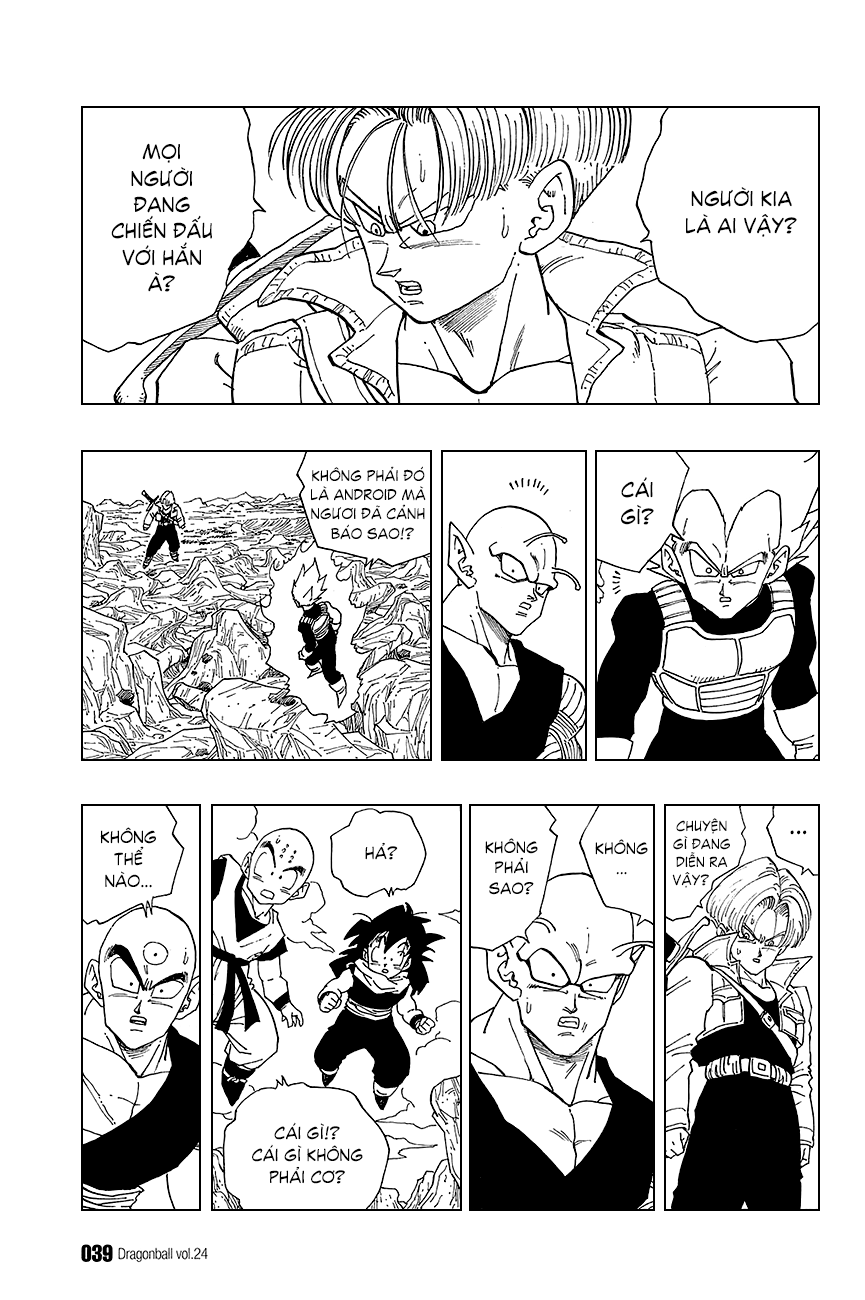 NGƯỜI KIA
LÀ AI VẬY?
MỌI
NGƯỜI
ĐANG
CHIẾN ĐẤU
VỚI HẮN
À?
CÁI
GÌ?
KHÔNG PHẢI ĐÓ
LÀ ANDROID MÀ
NGƯƠI ĐÃ CẢNH
BÁO SAO!?
...
CHUYỆN
GÌ ĐANG
DIỄN RA
VẬY?
KHÔNG
...
KHÔNG
PHẢI
SAO?
HẢ?
CÁI GÌ!?
CÁI GÌ KHÔNG
PHẢI CƠ?
KHÔNG
THỂ
NÀO...
039 Dragonball vol.24